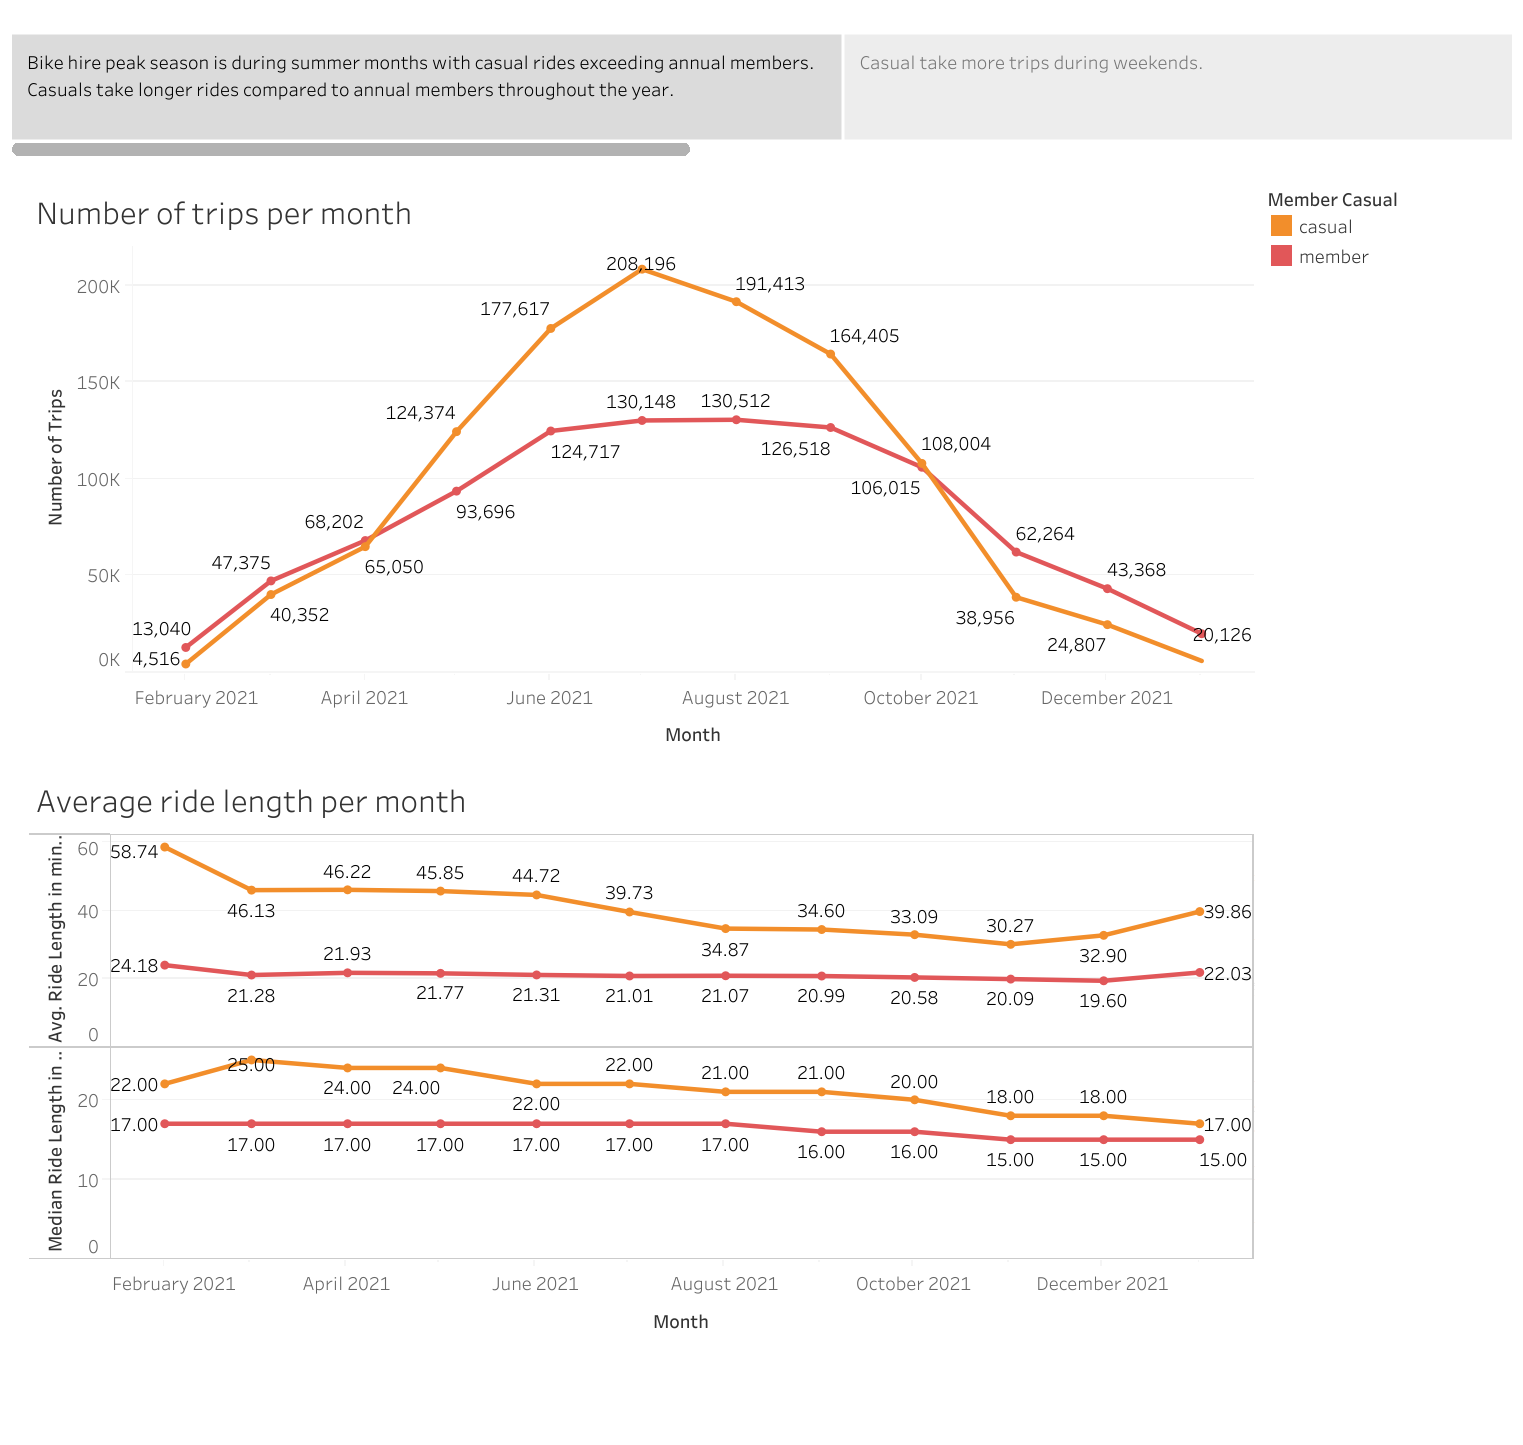 Bike hire peak season is during summer months with casual rides exceeding annual members.
Casuals take longer rides compared to annual members throughout the year.
Casual take more trips during weekends.
Number of trips per month
Member Casual
casual
member
Number of Trips
200K
150K
100K
50K
0K
208,196
191,413
177,617
164,405
130,148
130,512
124,374
124,717
126,518
108,004
106,015
93,696
68,202
65,050
62,264
47,375
43,368
40,352
38,956
24,807
20,126
13,040
4,516
February 2021
April 2021
June 2021
August 2021
October 2021
December 2021
Month
Average ride length per month
Avg. Ride Length in min..
60
40
20
0
58.74
46.13
46.22
45.85
44.72
39.73
34.87
34.60
33.09
30.27
32.90
39.86
24.18
21.28
21.93
21.77
21.31
21.01
21.07
20.99
20.58
20.09
19.60
22.03
Median Ride Length in ..
20
10
0
22.00
25.00
24.00
24.00
22.00
22.00
21.00
21.00
20.00
18.00
18.00
17.00
17.00
17.00
17.00
17.00
17.00
17.00
17.00
16.00
16.00
15.00
15.00
15.00
February 2021
April 2021
June 2021
August 2021
October 2021
December 2021
Month